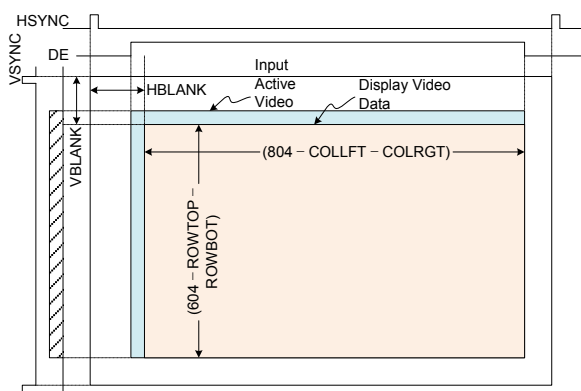 HSYNC
VSYNC
DE
Input
Active
Video
HBLANK
Display Video
Data
VBLANK
(804 – COLLFT – COLRGT)
(604 – ROWTOP –
ROWBOT)